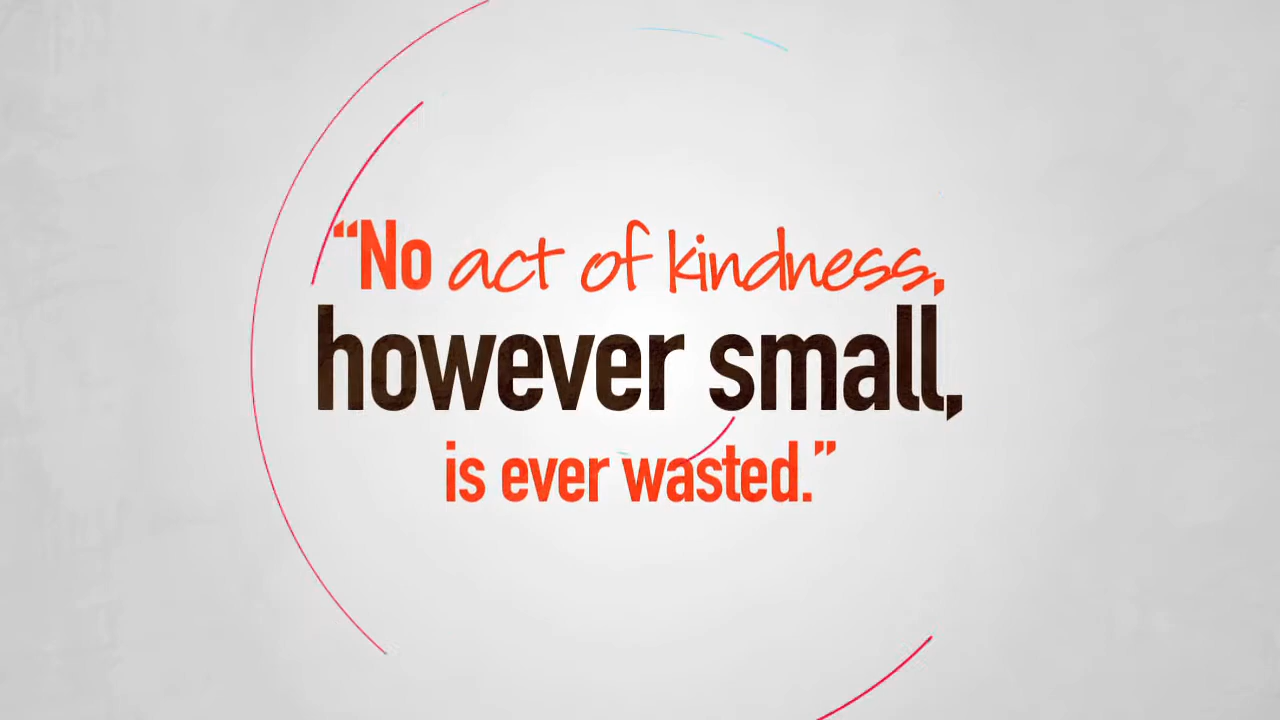 “No act of kindness,
however small,
is ever wasted.”